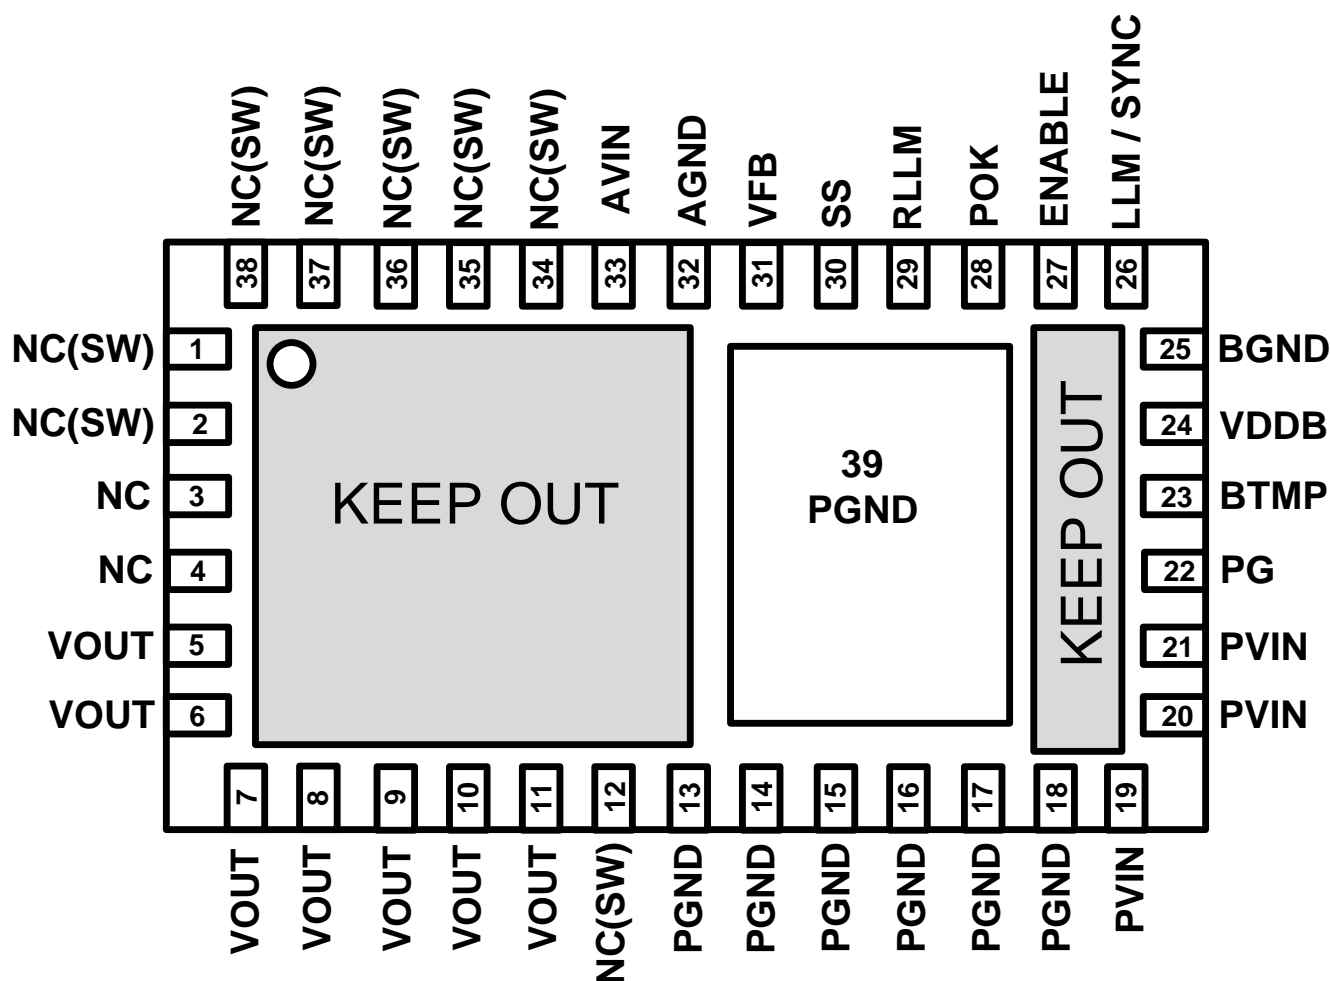 NC(SW)
NC(SW)
NC(SW)
NC(SW)
NC(SW)
AVIN
AGND
VFB
SS
RLLM
POK
ENABLE
LLM / SYNC
38
37
36
35
34
33
32
31
30
29
28
27
26
NC(SW) 1
NC(SW) 2
NC 3
NC 4
VOUT 5
VOUT 6
KEEP OUT
39
PGND
KEEP OUT
25 BGND
24 VDDB
23 BTMP
22 PG
21 PVIN
20 PVIN
7
8
9
10
11
12
13
14
15
16
17
18
19
VOUT
VOUT
VOUT
VOUT
VOUT
NC(SW)
PGND
PGND
PGND
PGND
PGND
PGND
PVIN